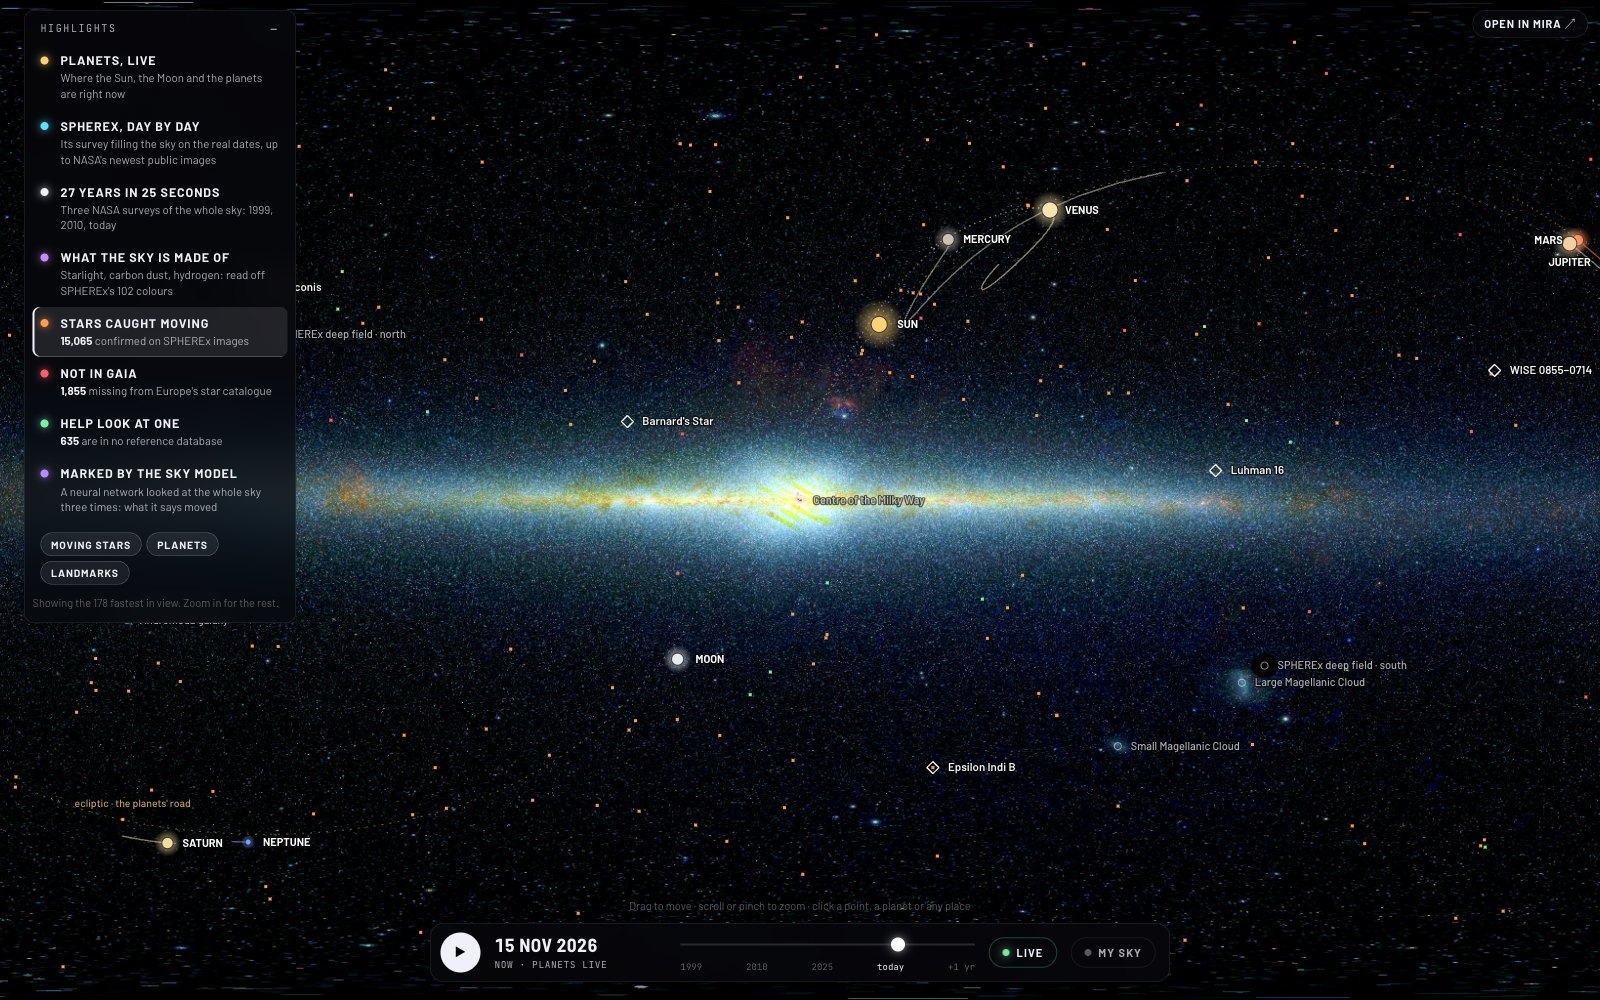 HIGHLIGHTS
–
OPEN IN MIRA ↗
PLANETS, LIVE
Where the Sun, the Moon and the planets
are right now
SPHEREX, DAY BY DAY
Its survey filling the sky on the real dates, up
to NASA's newest public images
27 YEARS IN 25 SECONDS
Three NASA surveys of the whole sky: 1999,
2010, today
WHAT THE SKY IS MADE OF
Starlight, carbon dust, hydrogen: read off
SPHEREx's 102 colours
STARS CAUGHT MOVING
15,065 confirmed on SPHEREx images
NOT IN GAIA
1,855 missing from Europe's star catalogue
HELP LOOK AT ONE
635 are in no reference database
MARKED BY THE SKY MODEL
A neural network looked at the whole sky
three times: what it says moved
MOVING STARS
PLANETS
LANDMARKS
Showing the 178 fastest in view. Zoom in for the rest.
VENUS
MERCURY
MARS
JUPITER
conis
SUN
EREx deep field · north
WISE 0855−0714
Barnard's Star
Luhman 16
Centre of the Milky Way
MOON
SPHEREx deep field · south
Large Magellanic Cloud
Small Magellanic Cloud
Epsilon Indi B
ecliptic · the planets' road
SATURN
NEPTUNE
Drag to move · scroll or pinch to zoom · click a point, a planet or any place
15 NOV 2026
NOW · PLANETS LIVE
1999
2010
2025
today
+1 yr
LIVE
MY SKY